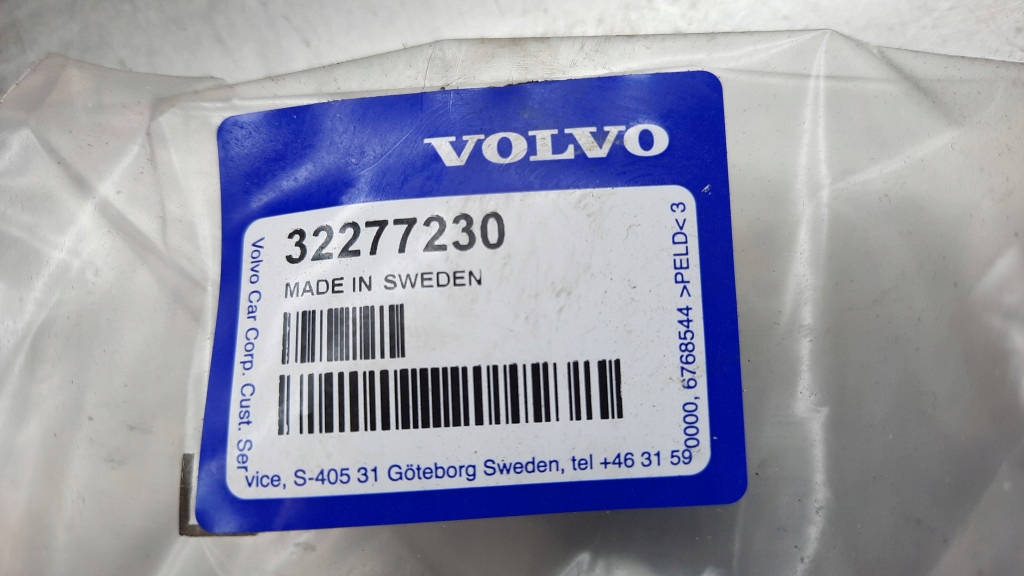 VOLVO
32277230
MADE IN SWEDEN
Volvo Car Corp. Cust. Service, S-405 31 Göteborg Sweden, tel +46 31 590000, 6768544 >PELD< 3